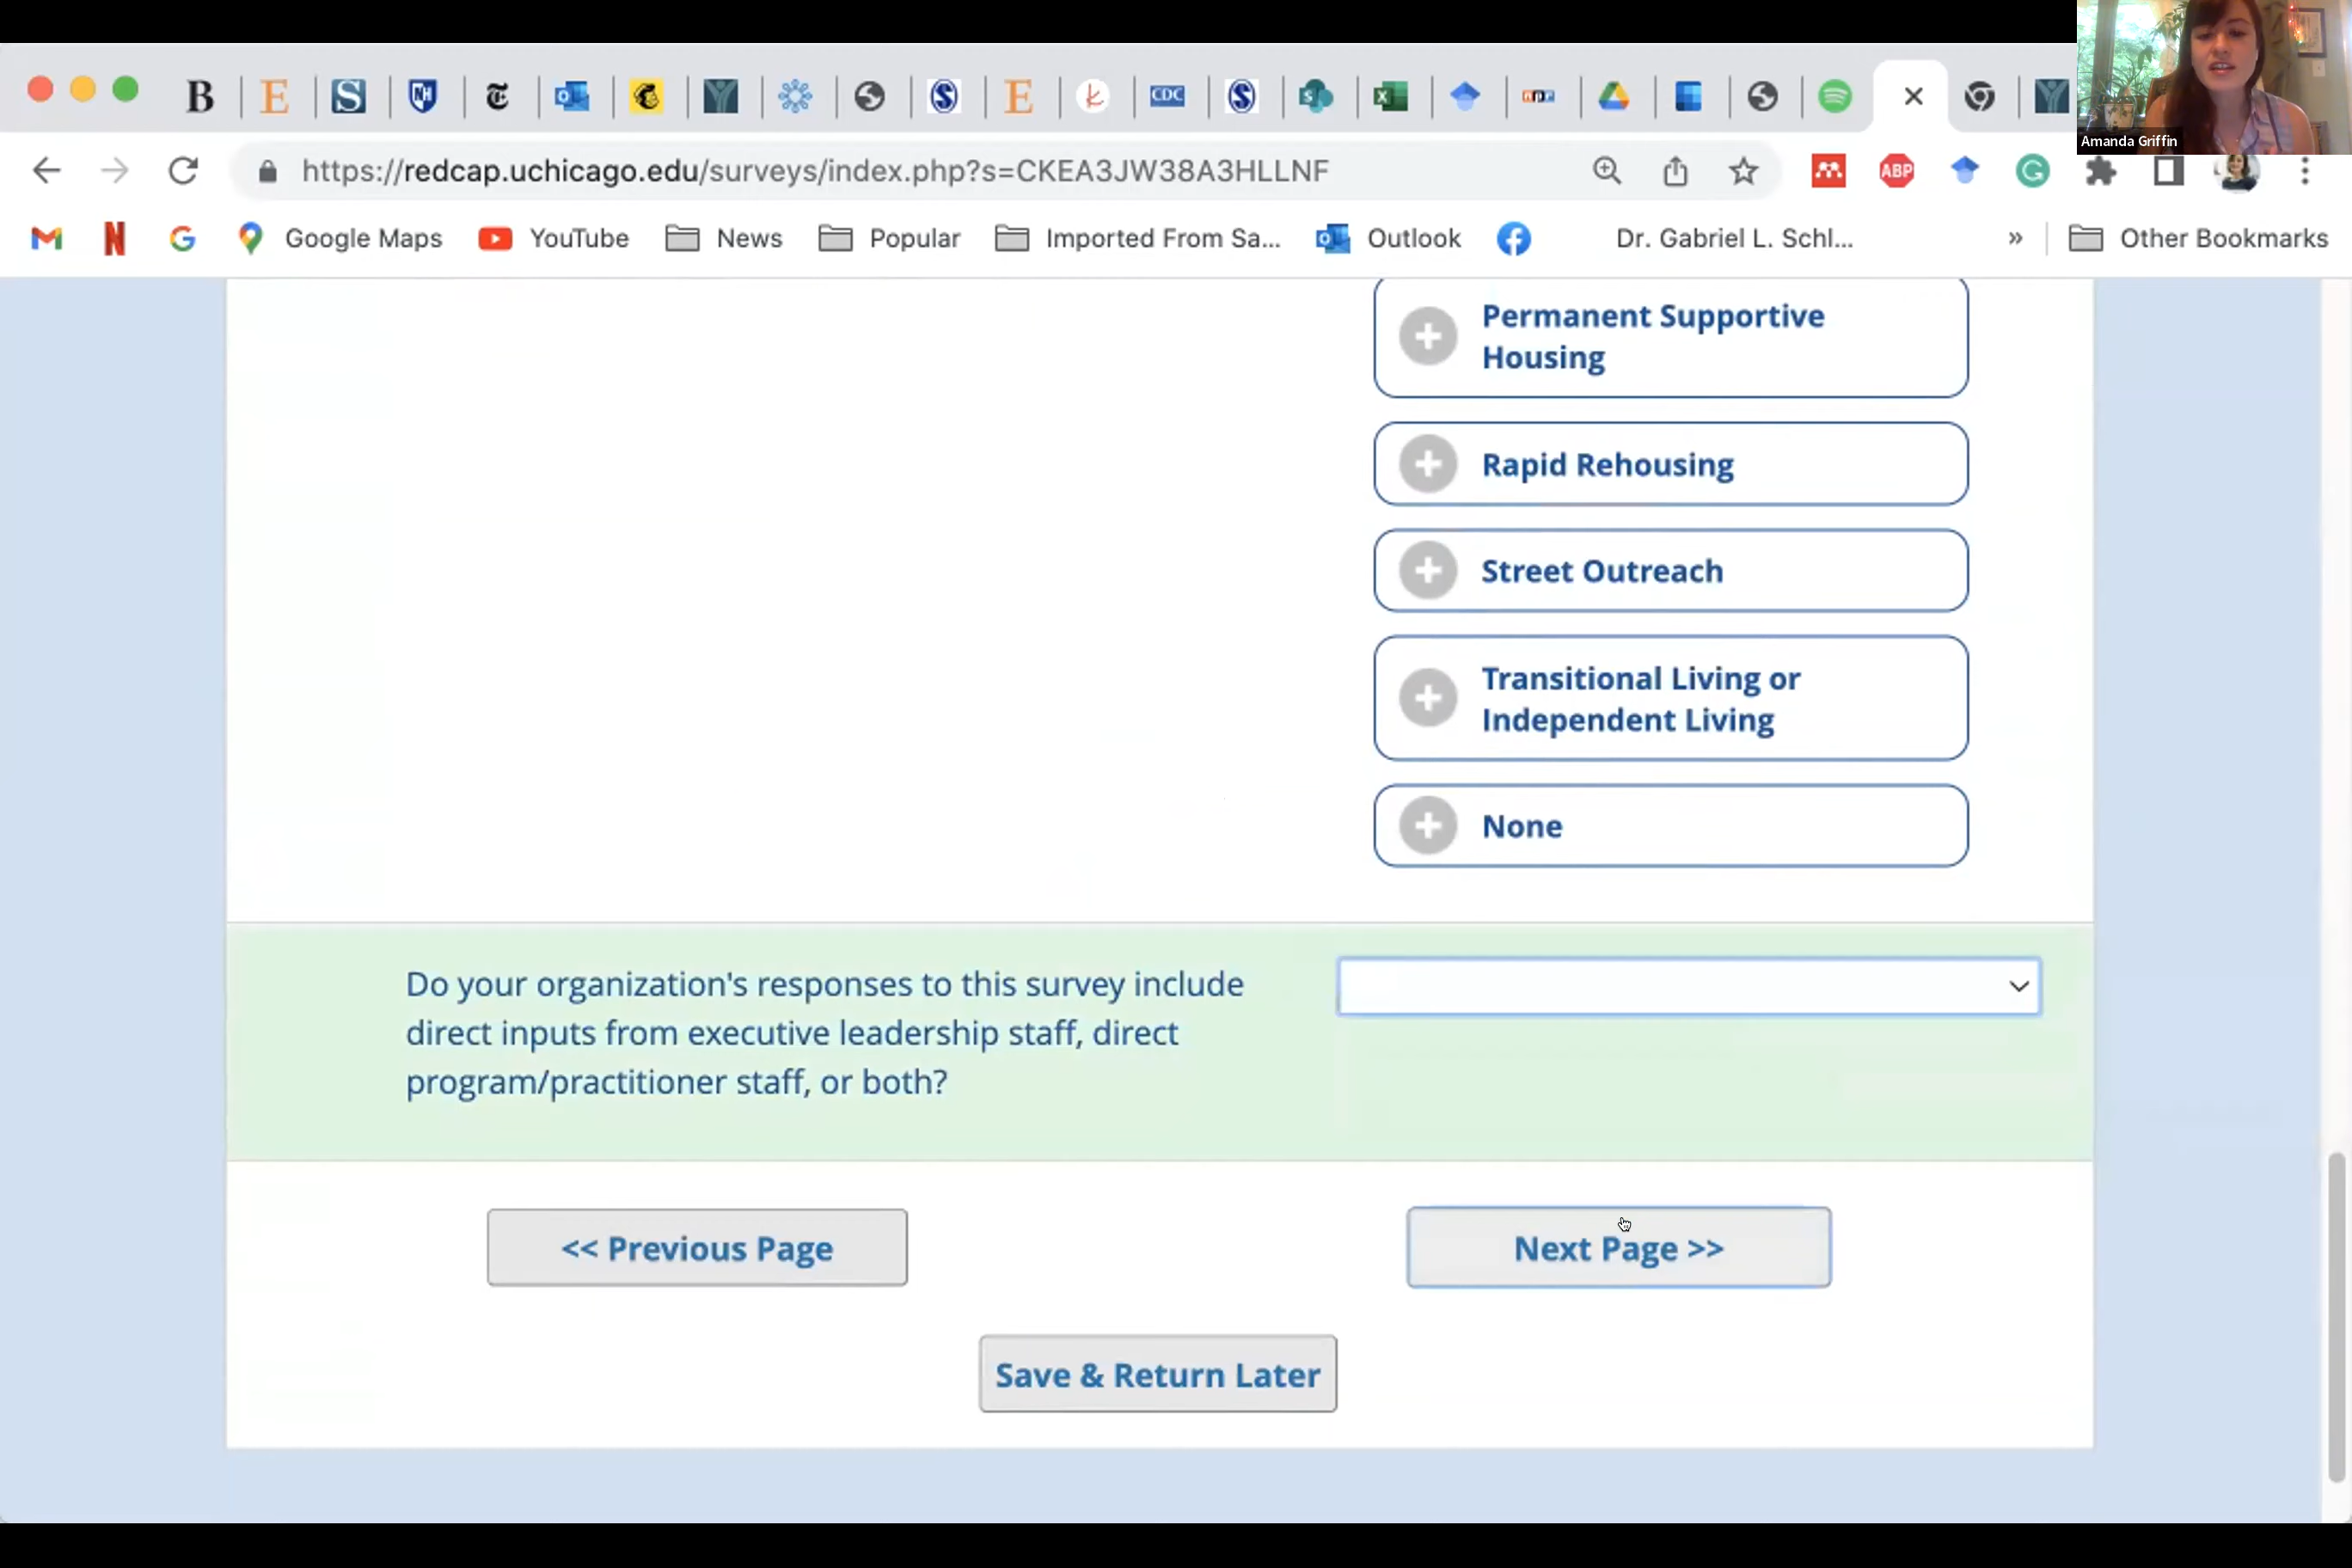 Amanda Griffin
https://redcap.uchicago.edu/surveys/index.php?s=CKEA3JW38A3HLLNF
ABP
Google Maps
YouTube
News
Popular
Imported From Sa...
Outlook
Dr. Gabriel L. Schl...
»
Other Bookmarks
Permanent Supportive
Housing
Rapid Rehousing
Street Outreach
Transitional Living or
Independent Living
None
Do your organization's responses to this survey include
direct inputs from executive leadership staff, direct
program/practitioner staff, or both?
<< Previous Page
Next Page >>
Save & Return Later